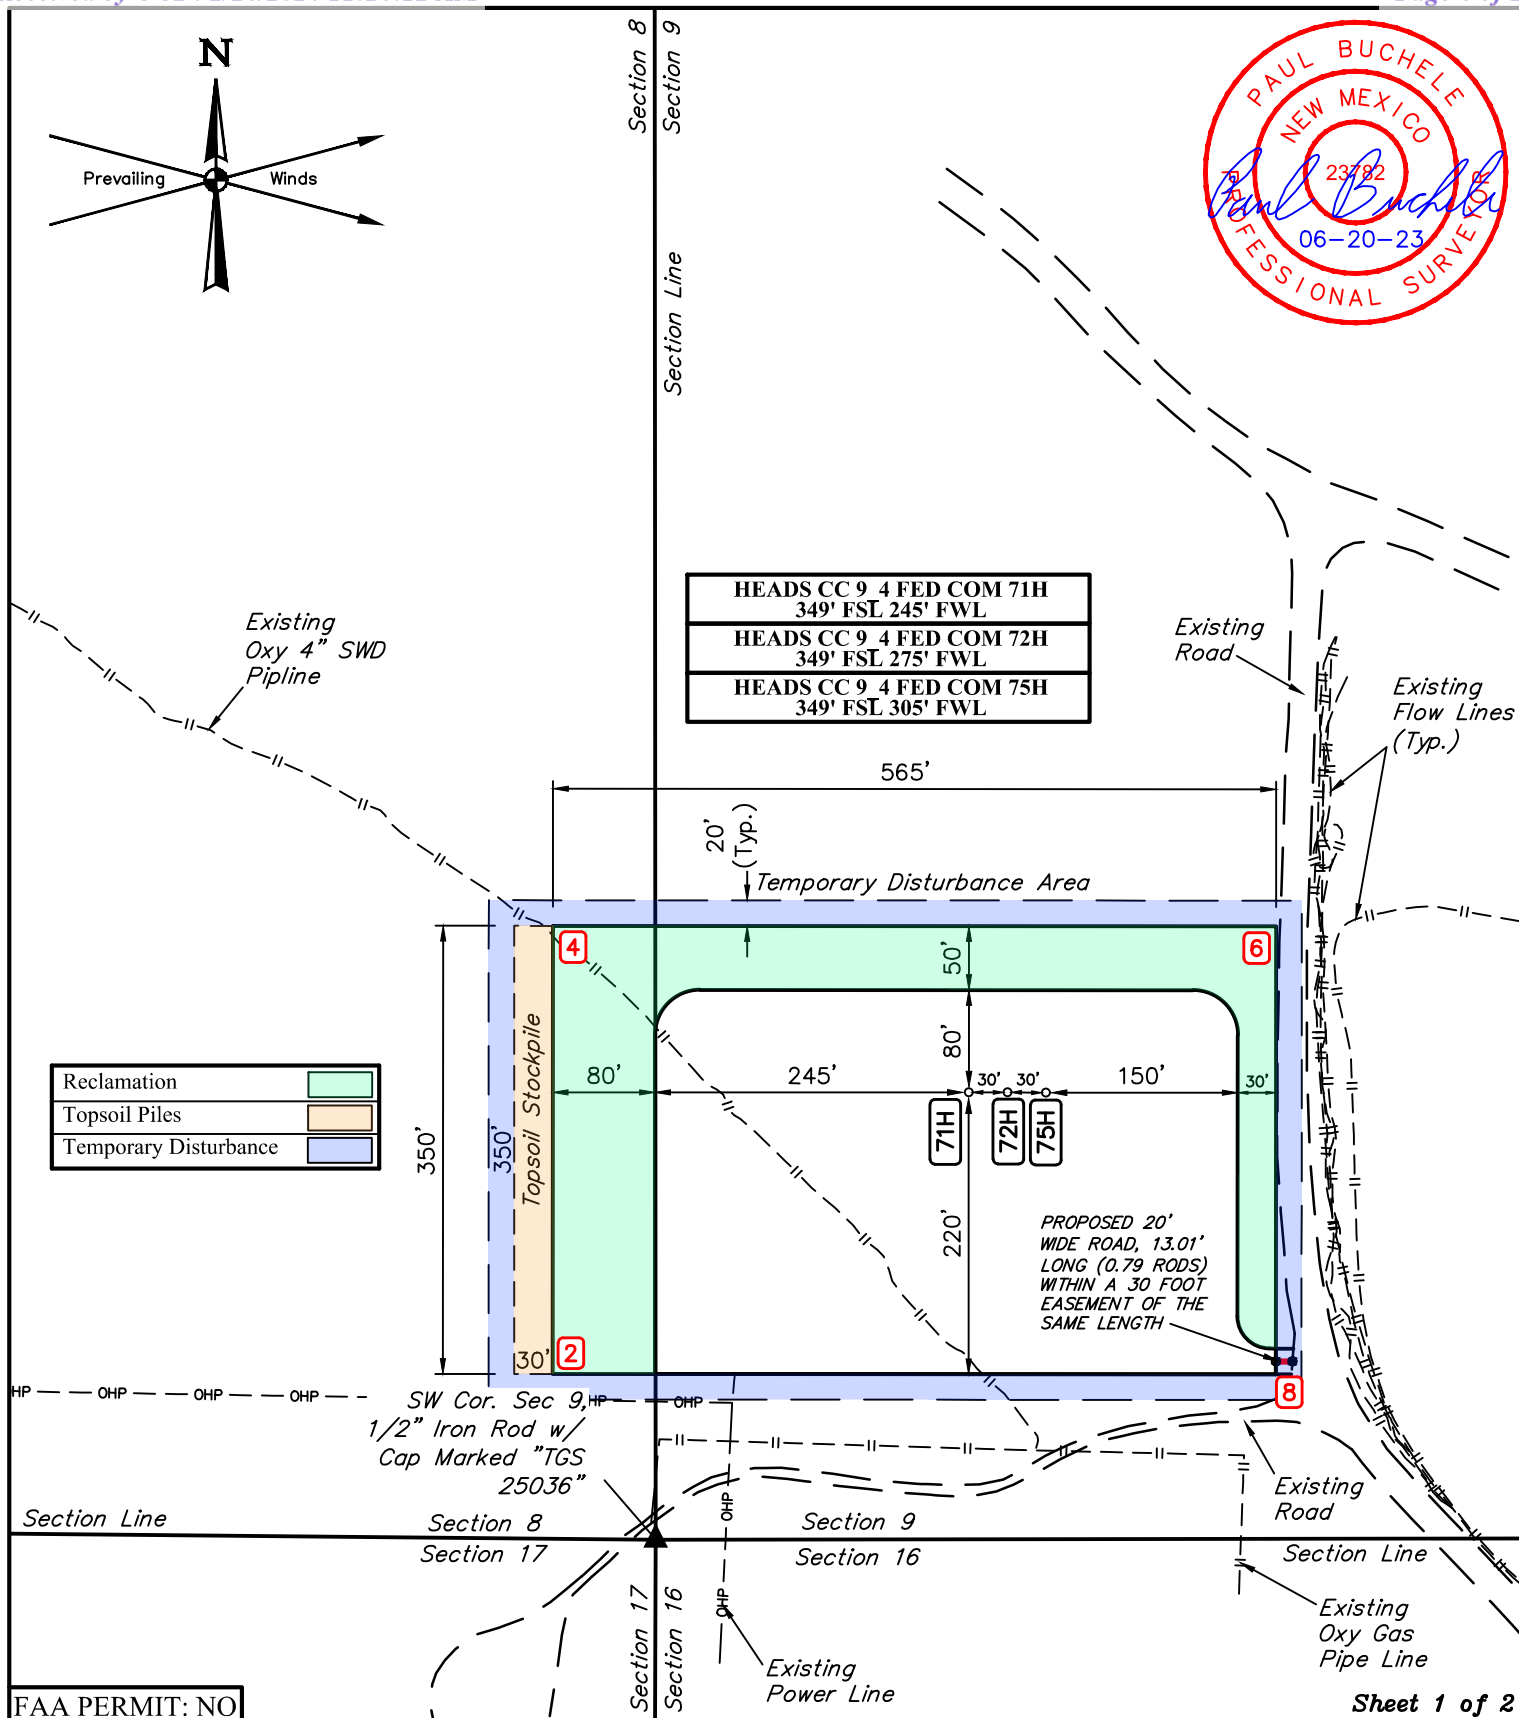 N
Prevailing Winds
Section 8
Section 9
Section Line
PAUL BUCHELE
NEW MEXICO
23782
Paul Buchele
06-20-23
PROFESSIONAL SURVEYOR
HEADS CC 9_4 FED COM 71H
349' FSL 245' FWL
HEADS CC 9_4 FED COM 72H
349' FSL 275' FWL
HEADS CC 9_4 FED COM 75H
349' FSL 305' FWL
Existing
Oxy 4" SWD
Pipline
Existing
Road
Existing
Flow Lines
(Typ.)
565'
20'
(Typ.)
Temporary Disturbance Area
4
6
50'
80'
80'
245'
30'
30'
150'
30'
71H
72H
75H
220'
350'
350'
Topsoil Stockpile
Reclamation
Topsoil Piles
Temporary Disturbance
PROPOSED 20'
WIDE ROAD, 13.01'
LONG (0.79 RODS)
WITHIN A 30 FOOT
EASEMENT OF THE
SAME LENGTH
30'
2
8
HP
OHP
OHP
OHP
HP
OHP
SW Cor. Sec 9,
1/2" Iron Rod w/
Cap Marked "TGS
25036"
OHP
Existing
Road
Section Line
Section 8
Section 9
Section 17
Section 16
Section Line
OHP
Section 17
Section 16
Existing
Power Line
Existing
Oxy Gas
Pipe Line
FAA PERMIT: NO
Sheet 1 of 2